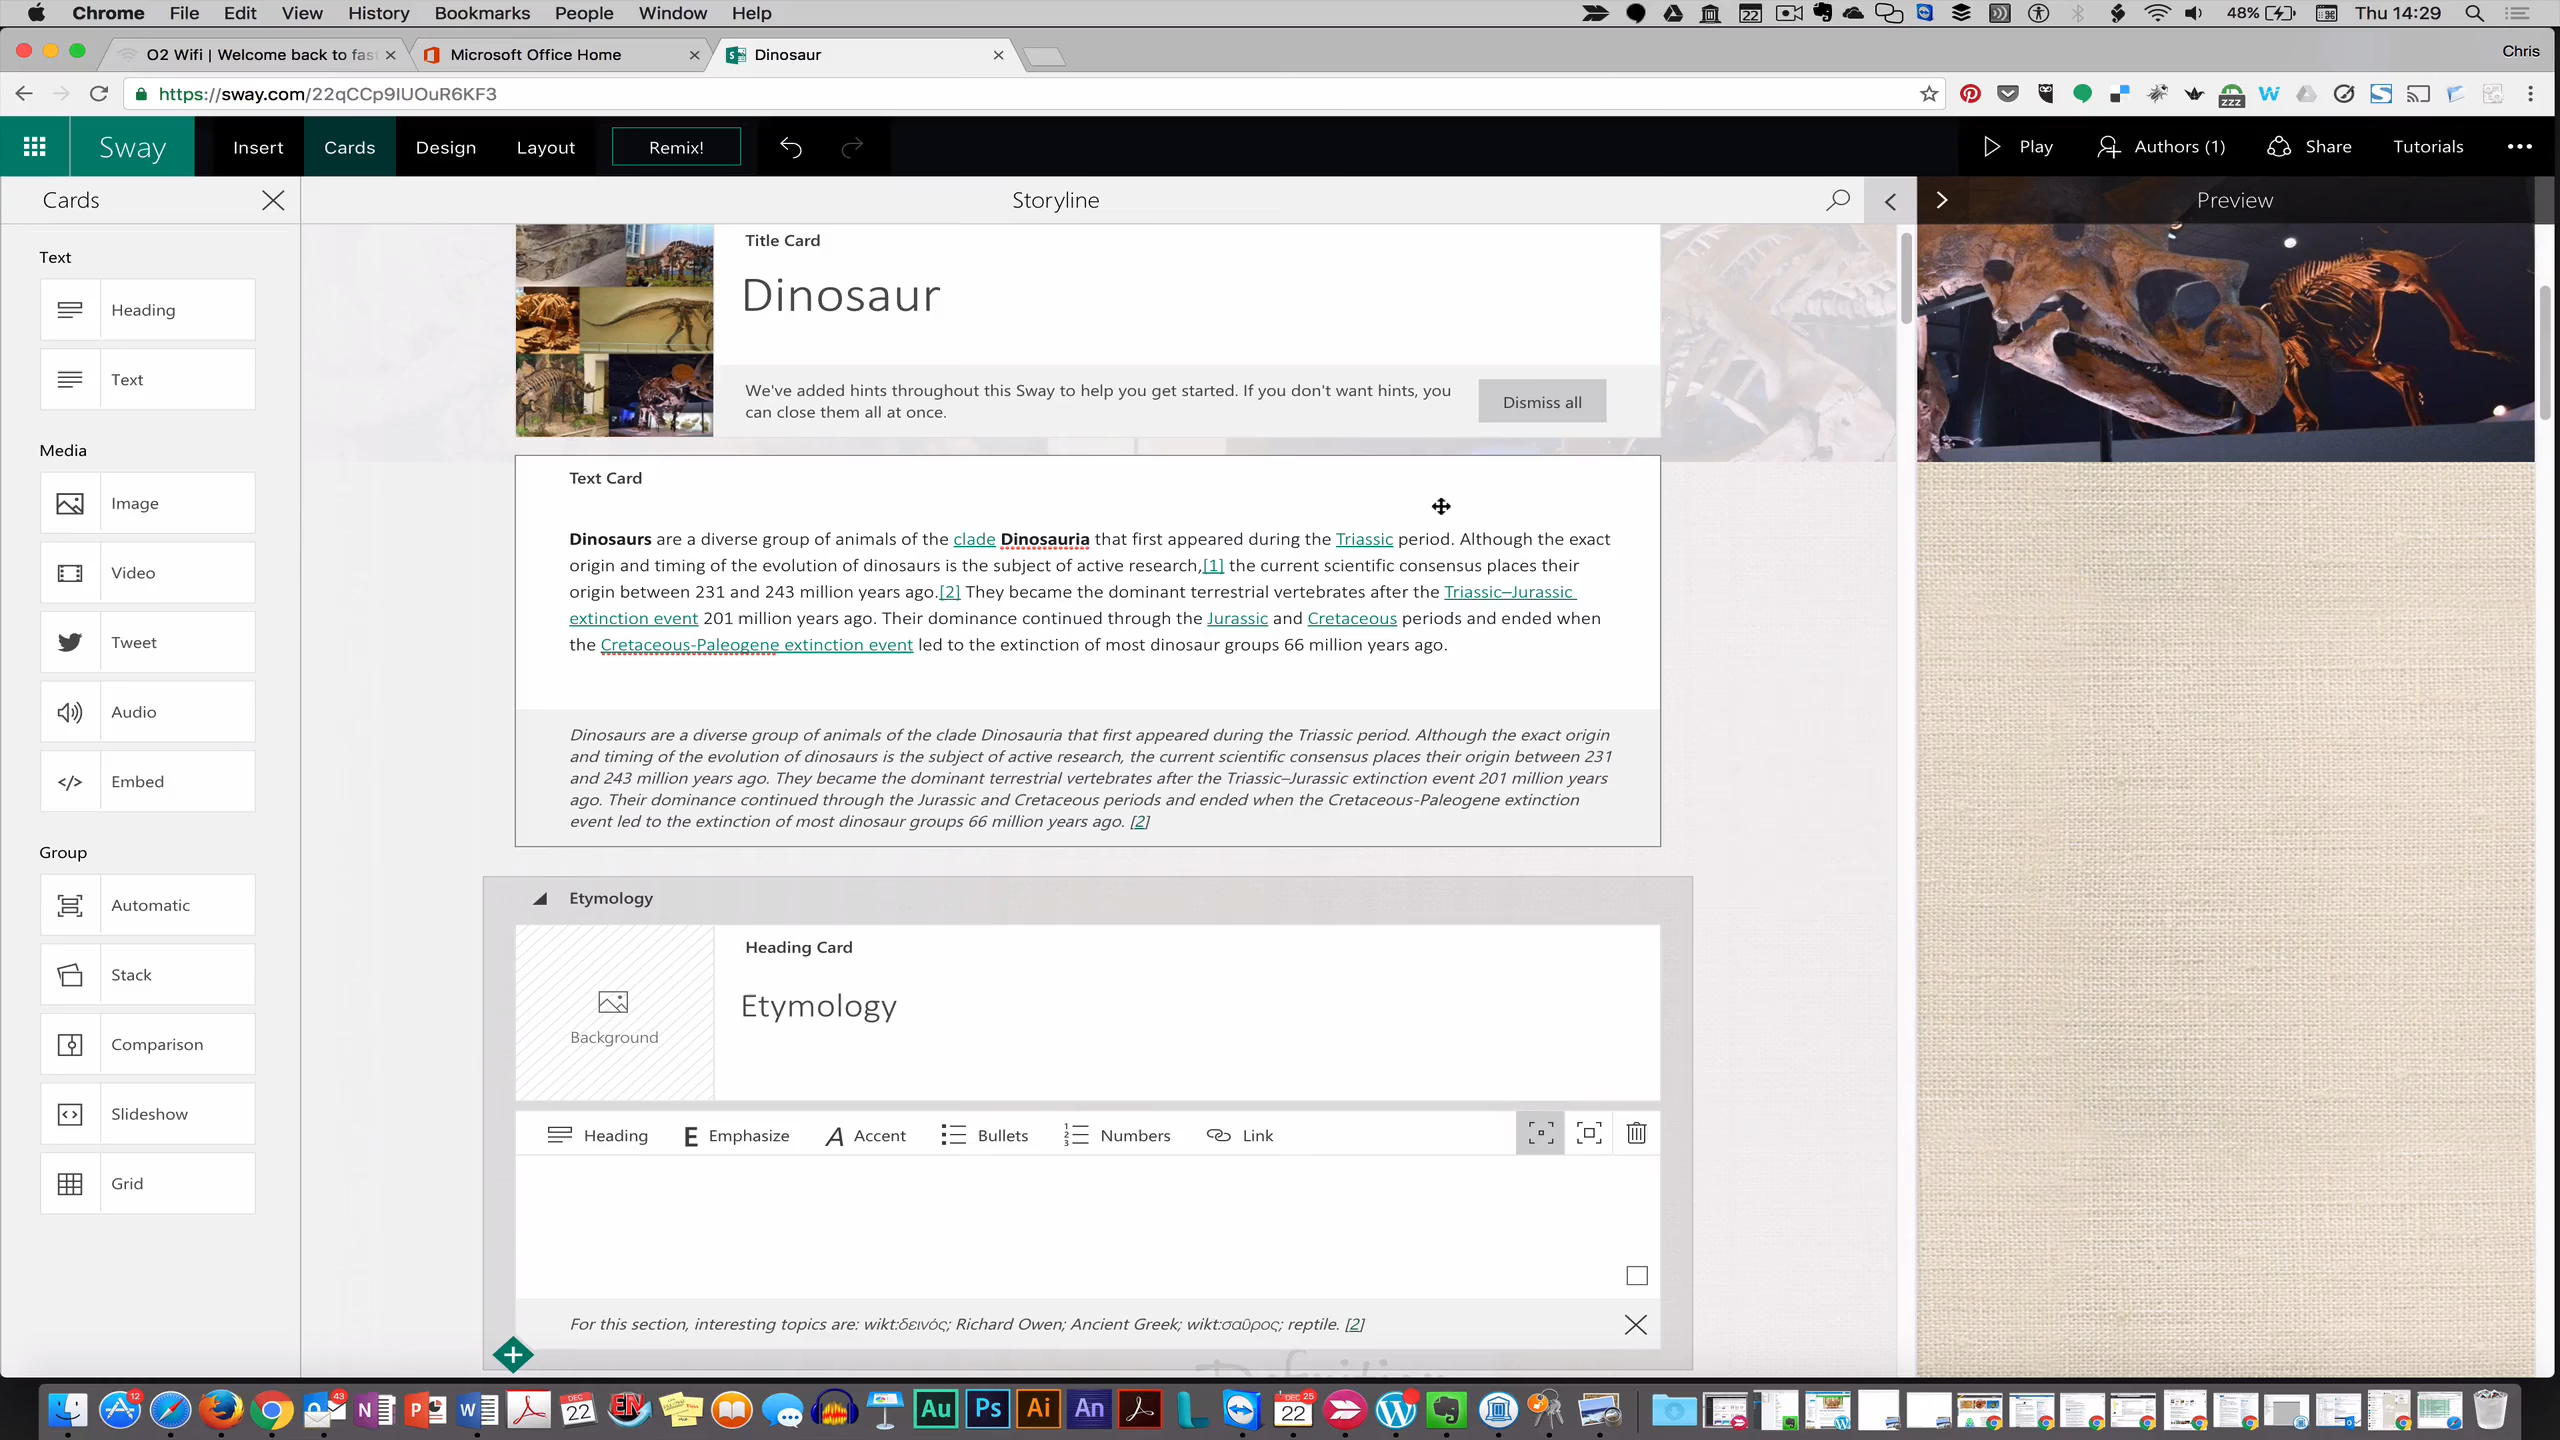 Chrome File Edit View History Bookmarks People Window Help
22
48%
Thu 14:29
O2 Wifi | Welcome back to fas
Microsoft Office Home
Dinosaur
Chris
https://sway.com/22qCCp9IUOuR6KF3
zzz
Sway
Insert
Cards
Design
Layout
Remix!
Play
Authors (1)
Share
Tutorials
Cards
Storyline
Preview
Text
Heading
Text
Media
Image
Video
Tweet
Audio
Embed
Group
Automatic
Stack
Comparison
Slideshow
Grid
Title Card
Dinosaur
We've added hints throughout this Sway to help you get started. If you don't want hints, you
can close them all at once.
Dismiss all
Text Card
Dinosaurs are a diverse group of animals of the clade Dinosauria that first appeared during the Triassic period. Although the exact
origin and timing of the evolution of dinosaurs is the subject of active research,[1] the current scientific consensus places their
origin between 231 and 243 million years ago.[2] They became the dominant terrestrial vertebrates after the Triassic–Jurassic
extinction event 201 million years ago. Their dominance continued through the Jurassic and Cretaceous periods and ended when
the Cretaceous-Paleogene extinction event led to the extinction of most dinosaur groups 66 million years ago.
Dinosaurs are a diverse group of animals of the clade Dinosauria that first appeared during the Triassic period. Although the exact origin
and timing of the evolution of dinosaurs is the subject of active research, the current scientific consensus places their origin between 231
and 243 million years ago. They became the dominant terrestrial vertebrates after the Triassic–Jurassic extinction event 201 million years
ago. Their dominance continued through the Jurassic and Cretaceous periods and ended when the Cretaceous-Paleogene extinction
event led to the extinction of most dinosaur groups 66 million years ago. [2]
Etymology
Heading Card
Etymology
Background
Heading
Emphasize
Accent
Bullets
Numbers
Link
For this section, interesting topics are: wikt:δεινός; Richard Owen; Ancient Greek; wikt:σαῦρος; reptile. [2]
Definition
12
43
DEC
22
EN
Au
Ps
Ai
An
DEC 25
22